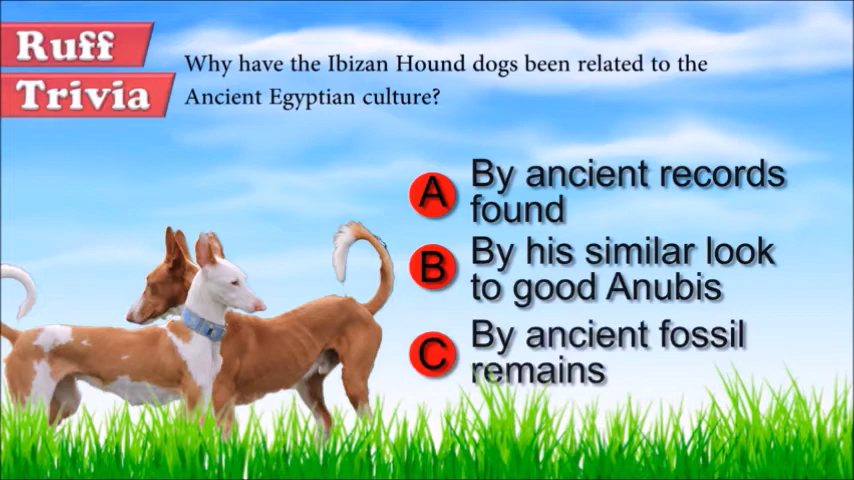 Ruff
Trivia
Why have the Ibizan Hound dogs been related to the
Ancient Egyptian culture?
A By ancient records
found
B By his similar look
to good Anubis
C By ancient fossil
remains